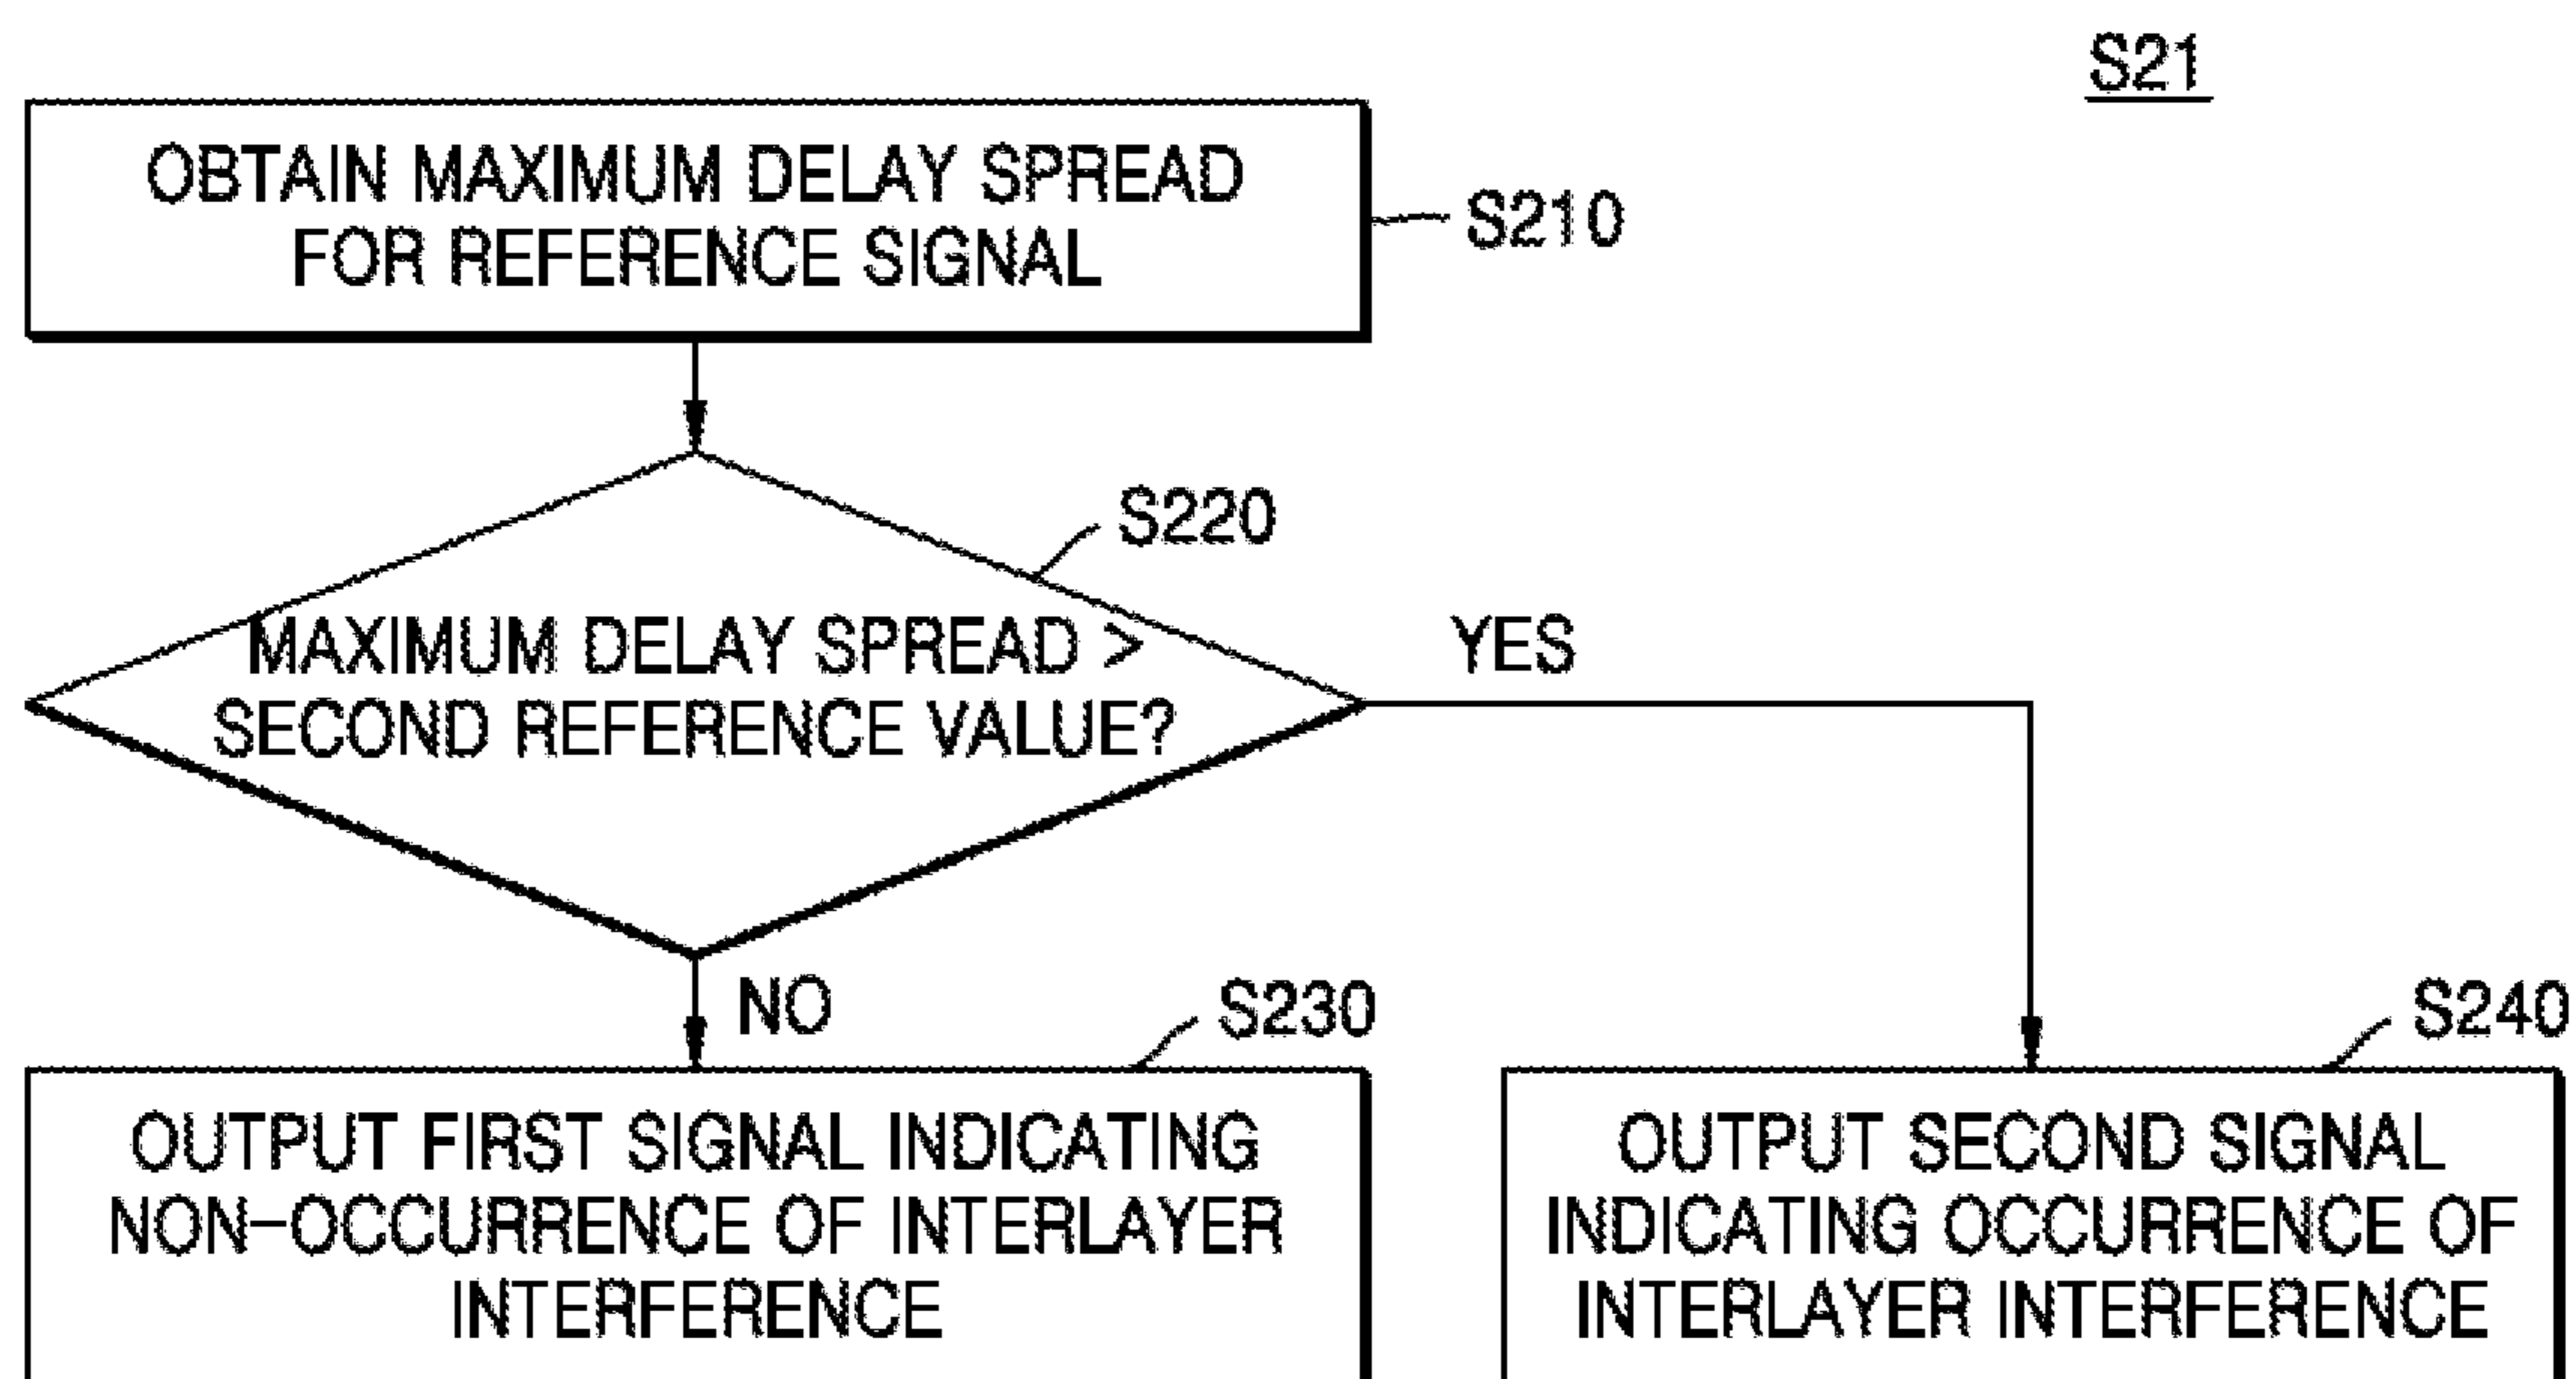 S21
OBTAIN MAXIMUM DELAY SPREAD
FOR REFERENCE SIGNAL
S210
S220
MAXIMUM DELAY SPREAD >
SECOND REFERENCE VALUE?
YES
NO
S230
S240
OUTPUT FIRST SIGNAL INDICATING
NON-OCCURRENCE OF INTERLAYER
INTERFERENCE
OUTPUT SECOND SIGNAL
INDICATING OCCURRENCE OF
INTERLAYER INTERFERENCE